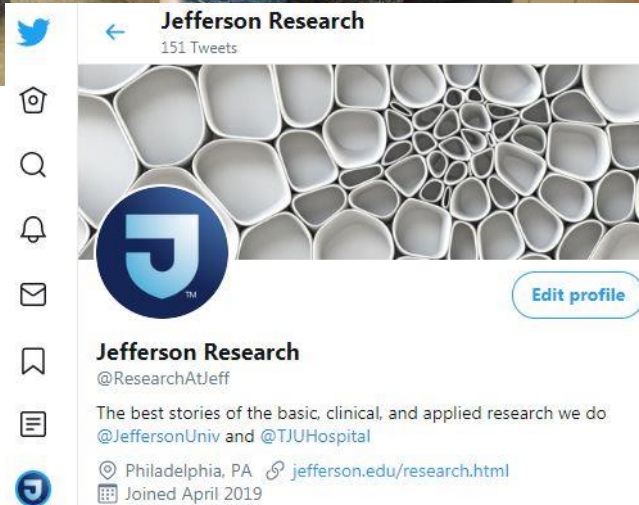 Jefferson Research
151 Tweets
J
TM
Edit profile
Jefferson Research
@ResearchAtJeff
The best stories of the basic, clinical, and applied research we do
@JeffersonUniv and @TJUHospital
Philadelphia, PA jefferson.edu/research.html
Joined April 2019
J